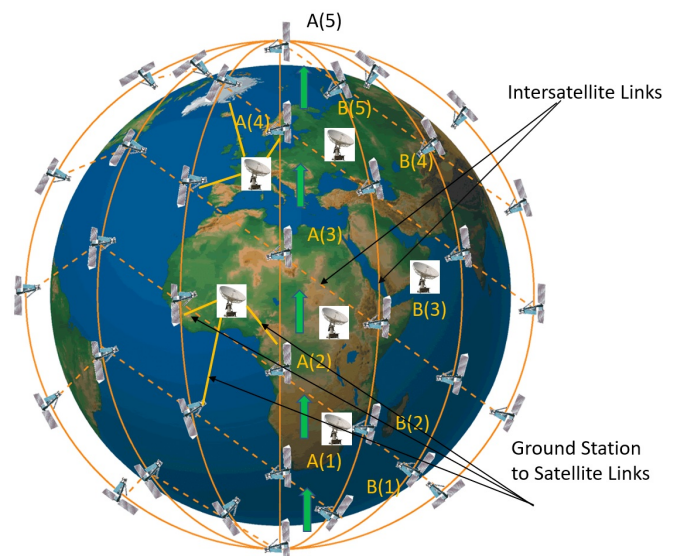 A(5)
Intersatellite Links
B(5)
A(4)
B(4)
A(3)
B(3)
A(2)
B(2)
A(1)
Ground Station
to Satellite Links
B(1)